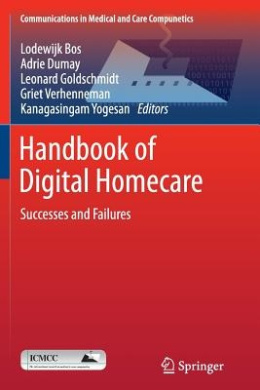 Communications in Medical and Care Compunetics
Lodewijk Bos
Adrie Dumay
Leonard Goldschmidt
Griet Verhenneman
Kanagasingam Yogesan Editors
Handbook of
Digital Homecare
Successes and Failures
ICMCC
Springer